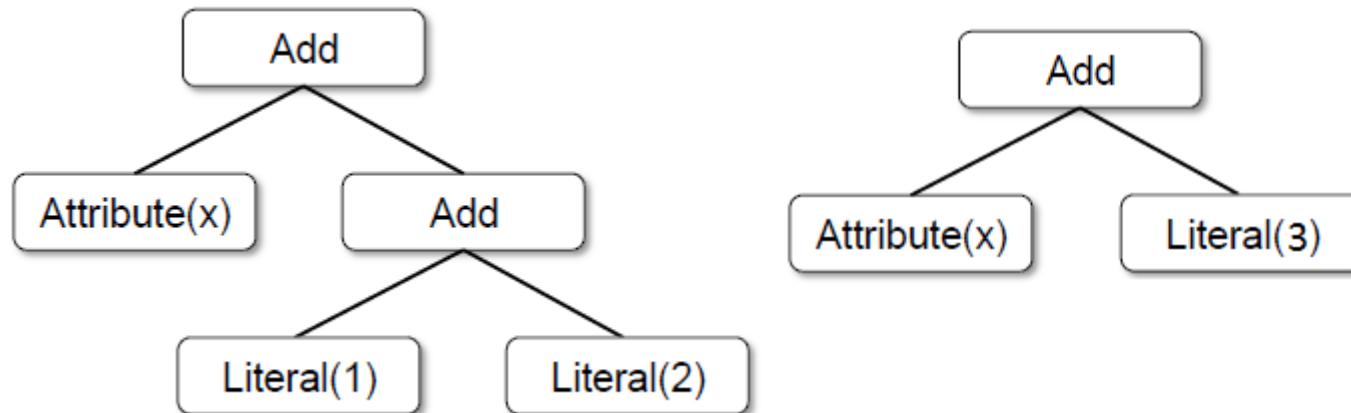 Add
Attribute(x)
Add
Literal(1)
Literal(2)
Add
Attribute(x)
Literal(3)